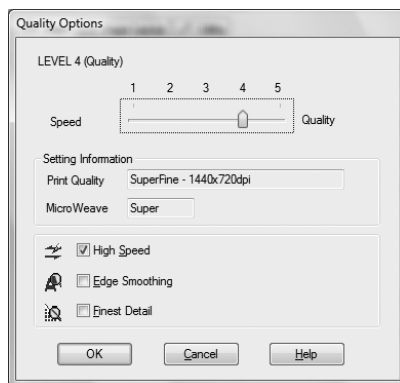 Quality Options
LEVEL 4 (Quality)
1 2 3 4 5
Speed Quality
Setting Information
Print Quality SuperFine - 1440x720dpi
MicroWeave Super
High Speed
Edge Smoothing
Finest Detail
OK Cancel Help